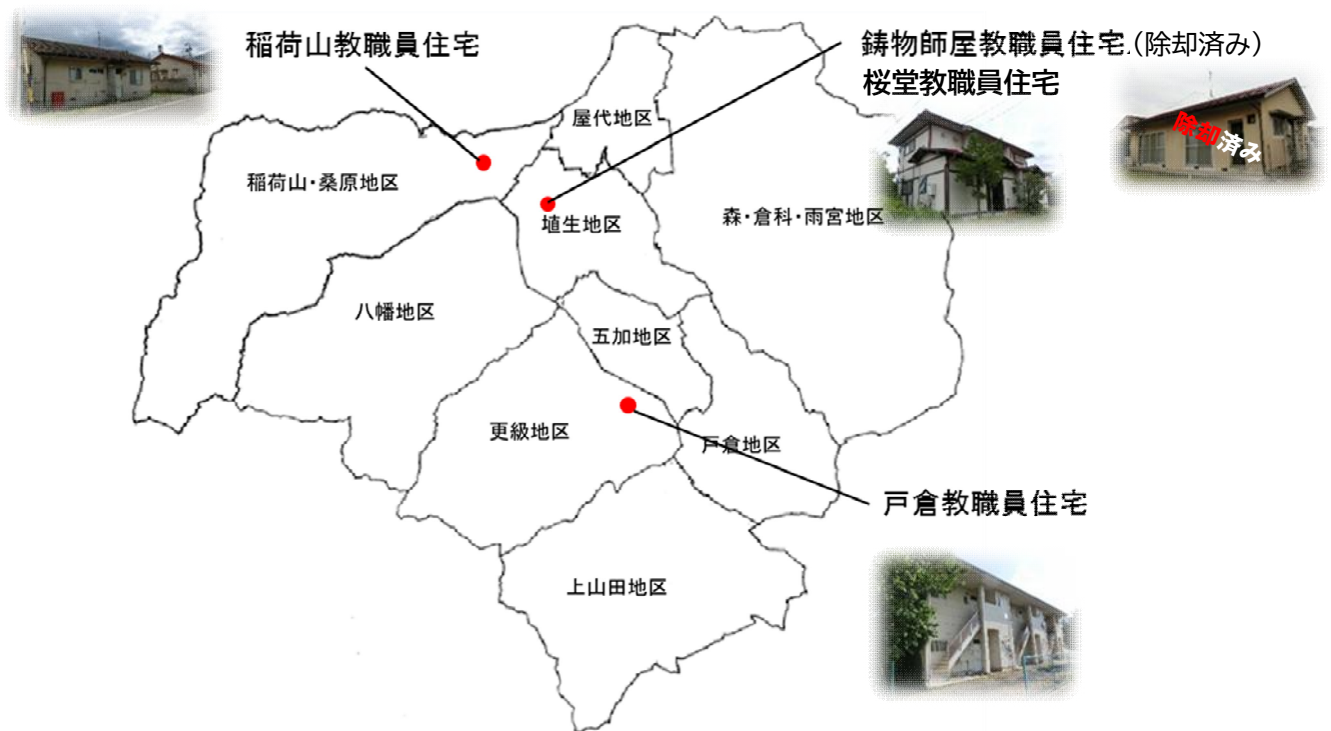 稲荷山教職員住宅
鋳物師屋教職員住宅(除却済み)
桜堂教職員住宅
除却済み
屋代地区
稲荷山・桑原地区
埴生地区
森・倉科・雨宮地区
八幡地区
五加地区
更級地区
戸倉地区
戸倉教職員住宅
上山田地区